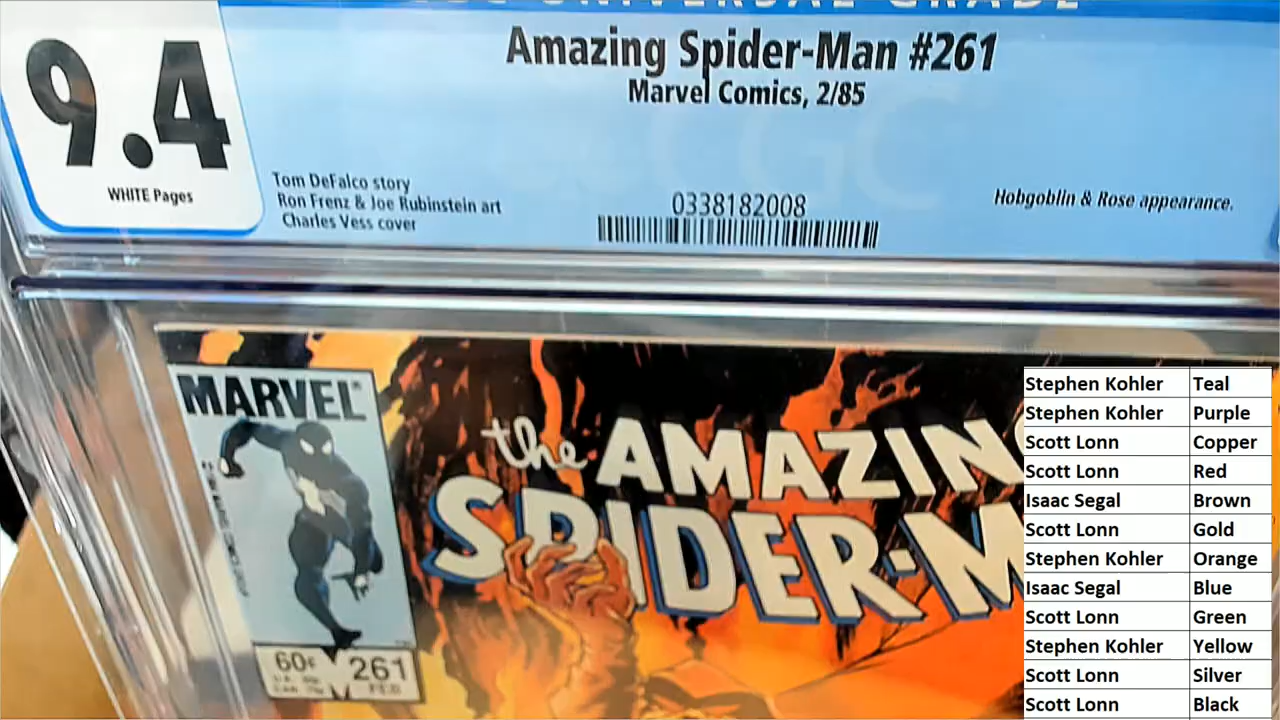 UNIVERSAL GRADE
9.4
WHITE Pages
Amazing Spider-Man #261
Marvel Comics, 2/85
Tom DeFalco story
Ron Frenz & Joe Rubinstein art
Charles Vess cover
0338182008
Hobgoblin & Rose appearance.
CGC
MARVEL®
the AMAZIN
SPIDER-M
60¢
261
FEB
Stephen Kohler Teal
Stephen Kohler Purple
Scott Lonn Copper
Scott Lonn Red
Isaac Segal Brown
Scott Lonn Gold
Stephen Kohler Orange
Isaac Segal Blue
Scott Lonn Green
Stephen Kohler Yellow
Scott Lonn Silver
Scott Lonn Black